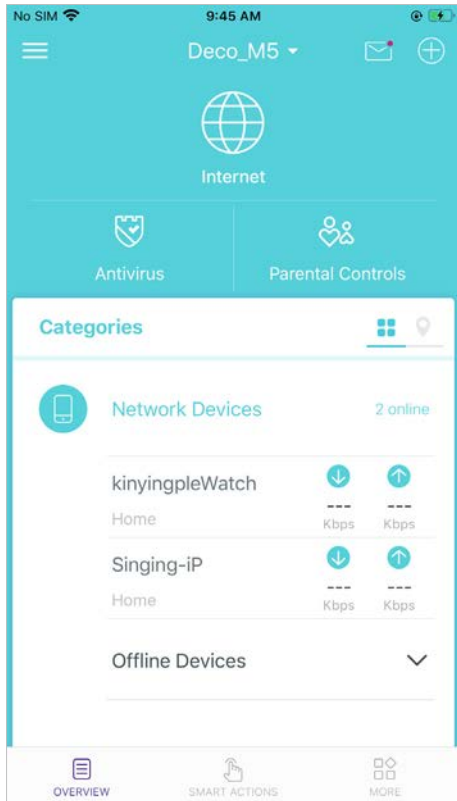 No SIM 9:45 AM
Deco_M5
Internet
Antivirus Parental Controls
Categories
Network Devices 2 online
kinyingpleWatch --- ---
Home Kbps Kbps
Singing-iP --- ---
Home Kbps Kbps
Offline Devices
OVERVIEW SMART ACTIONS MORE